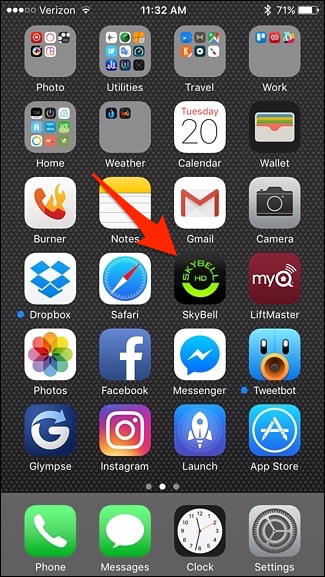 Verizon 11:32 AM 71%
Photo Utilities Travel Work
Home Weather Calendar Wallet
Tuesday
20
Burner Notes Gmail Camera
SKYBELL
HD
myQ
Dropbox Safari SkyBell LiftMaster
Photos Facebook Messenger Tweetbot
Glympse Instagram Launch App Store
Phone Messages Clock Settings